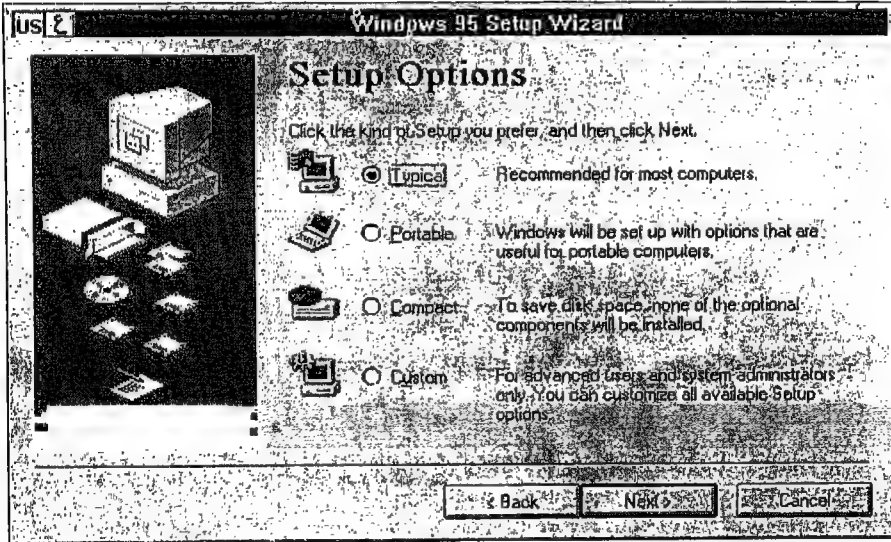 US ع
Windows 95 Setup Wizard
Setup Options
Click the kind of Setup you prefer, and then click Next.
Typical
Recommended for most computers.
Portable
Windows will be set up with options that are
useful for portable computers.
Compact
To save disk space, none of the optional
components will be installed.
Custom
For advanced users and system administrators
only. You can customize all available Setup
options.
< Back
Next >
Cancel